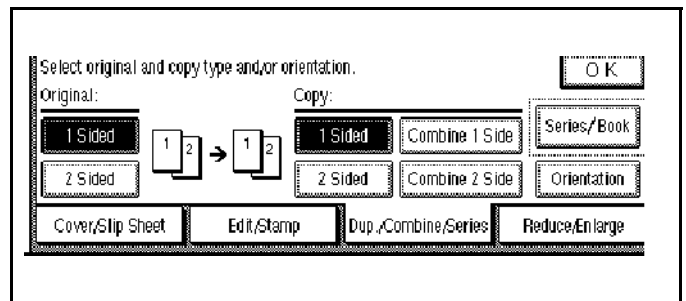 Select original and copy type and/or orientation.
OK
Original:
Copy:
1 Sided
1 2
1 2
1 Sided
Combine 1 Side
Series/Book
2 Sided
2 Sided
Combine 2 Side
Orientation
Cover/Slip Sheet
Edit/Stamp
Dup./Combine/Series
Reduce/Enlarge